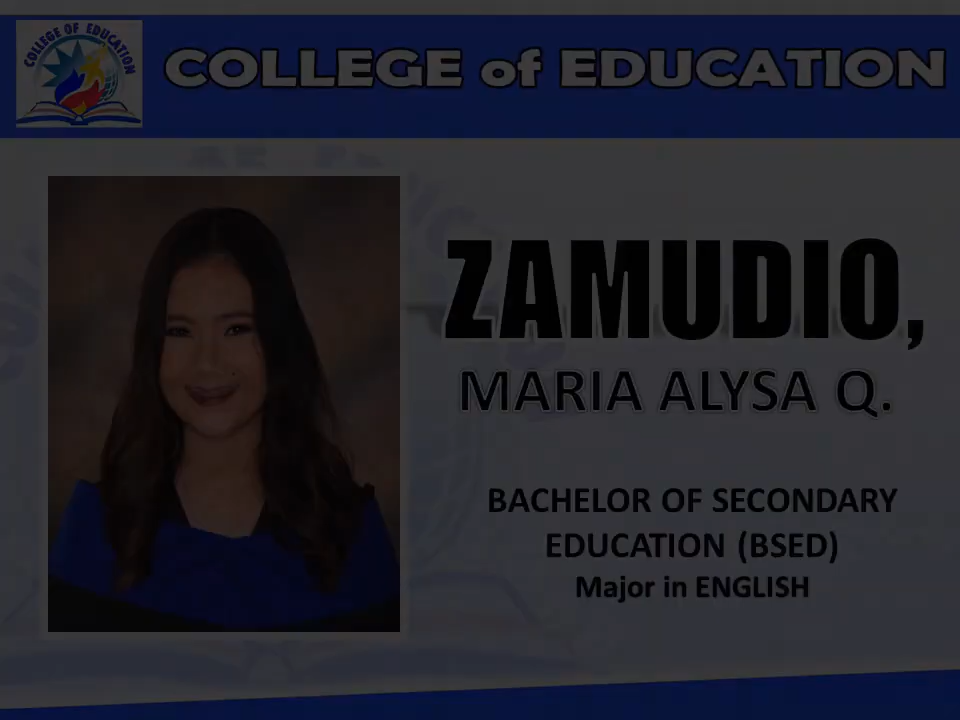 COLLEGE OF EDUCATION
COLLEGE of EDUCATION
ZAMUDIO,
MARIA ALYSA Q.
BACHELOR OF SECONDARY
EDUCATION (BSED)
Major in ENGLISH